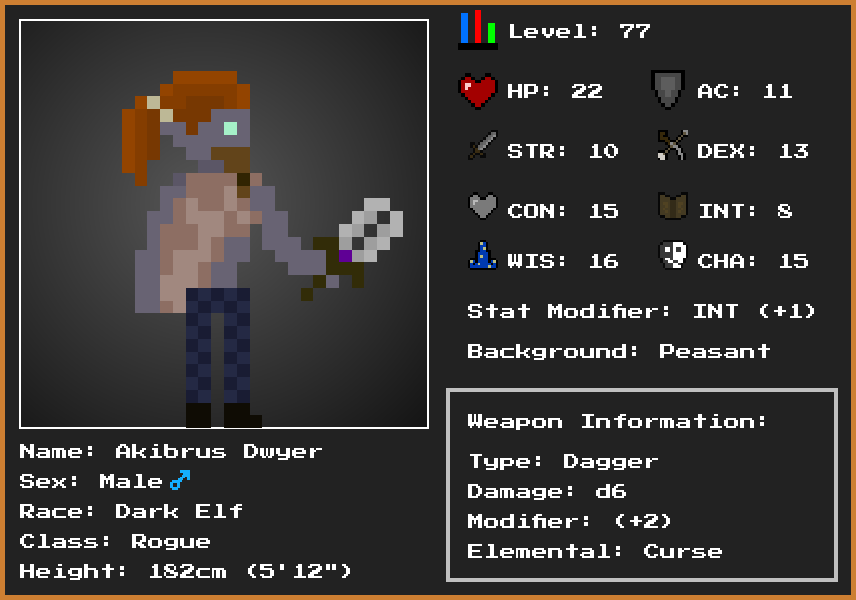 Level: 77
HP: 22
AC: 11
STR: 10
DEX: 13
CON: 15
INT: 8
WIS: 16
CHA: 15
Stat Modifier: INT (+1)
Background: Peasant
Name: Akibrus Dwyer
Sex: Male♂
Race: Dark Elf
Class: Rogue
Height: 182cm (5'12")
Weapon Information:
Type: Dagger
Damage: d6
Modifier: (+2)
Elemental: Curse